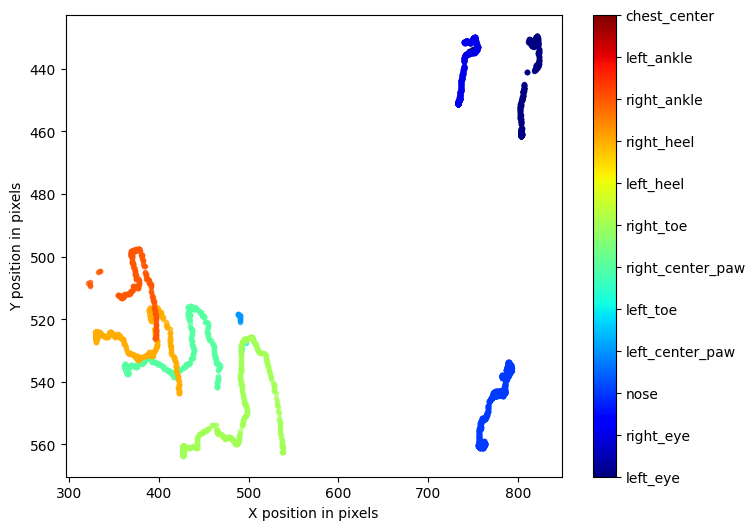 chest_center
left_ankle
right_ankle
right_heel
left_heel
right_toe
right_center_paw
left_toe
left_center_paw
nose
right_eye
left_eye
440
460
480
500
520
540
560
Y position in pixels
300
400
500
600
700
800
X position in pixels